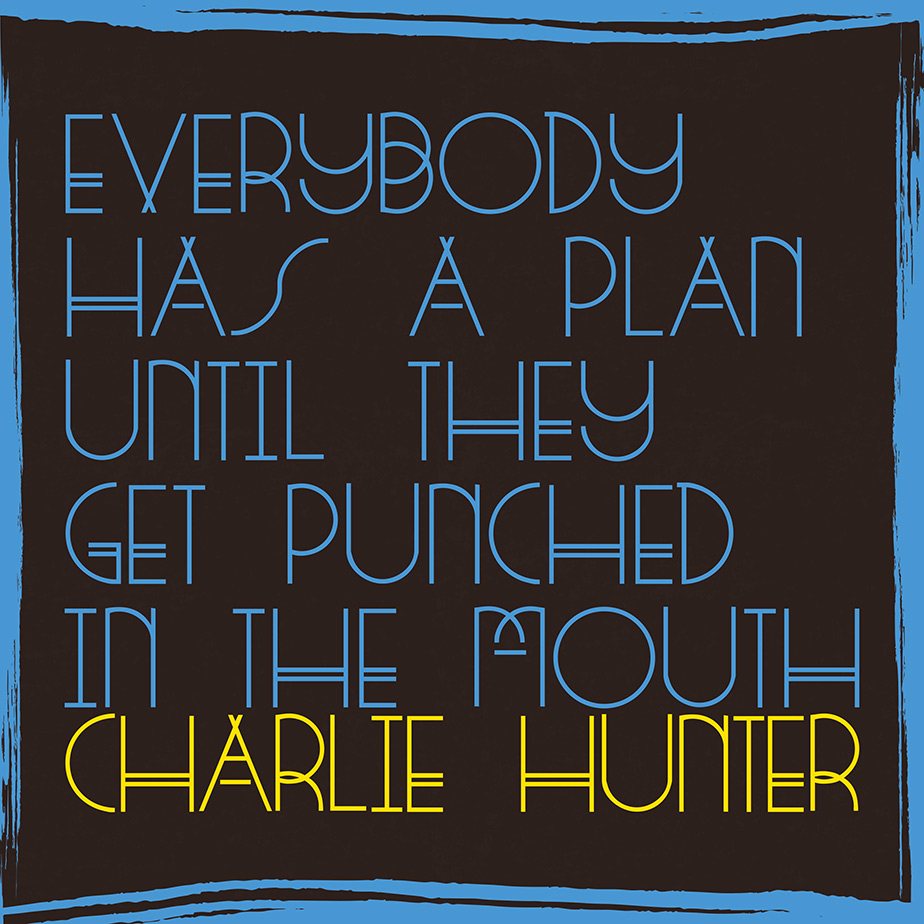 EVERYBODY
HAS A PLAN
UNTIL THEY
GET PUNCHED
IN THE MOUTH
CHARLIE HUNTER